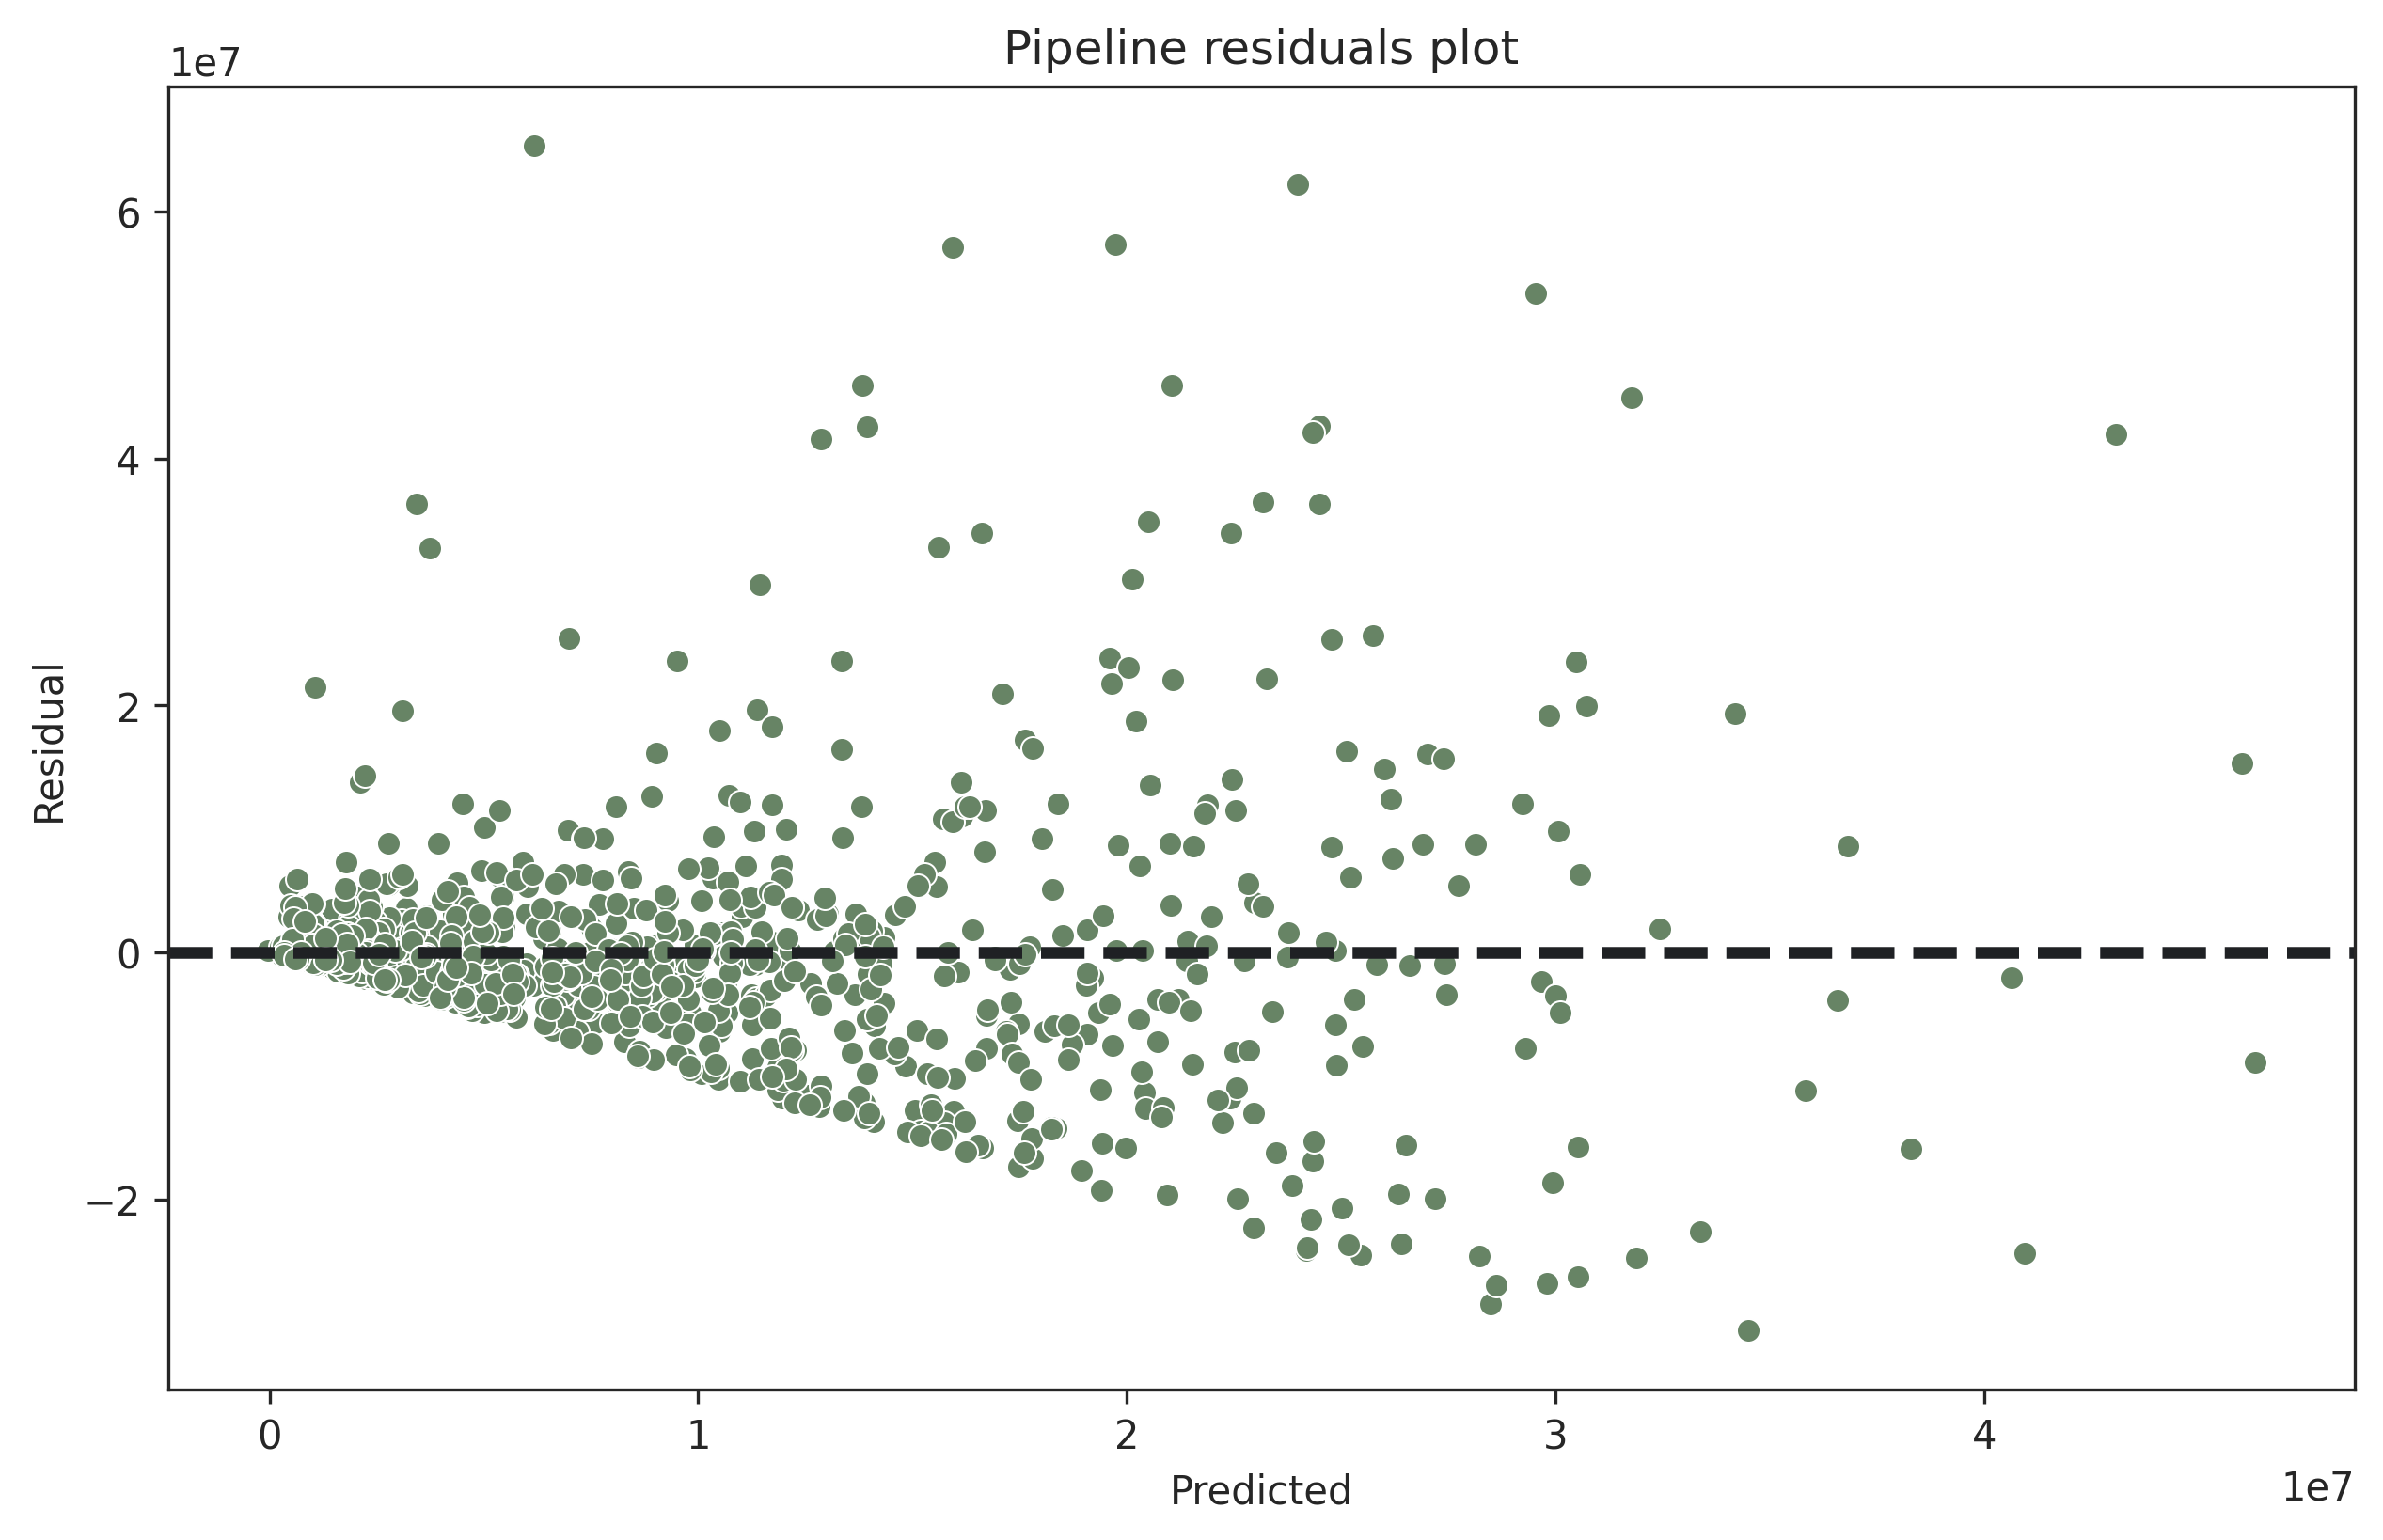 Pipeline residuals plot
1e7
6
4
2
0
−2
Residual
0 1 2 3 4
Predicted
1e7